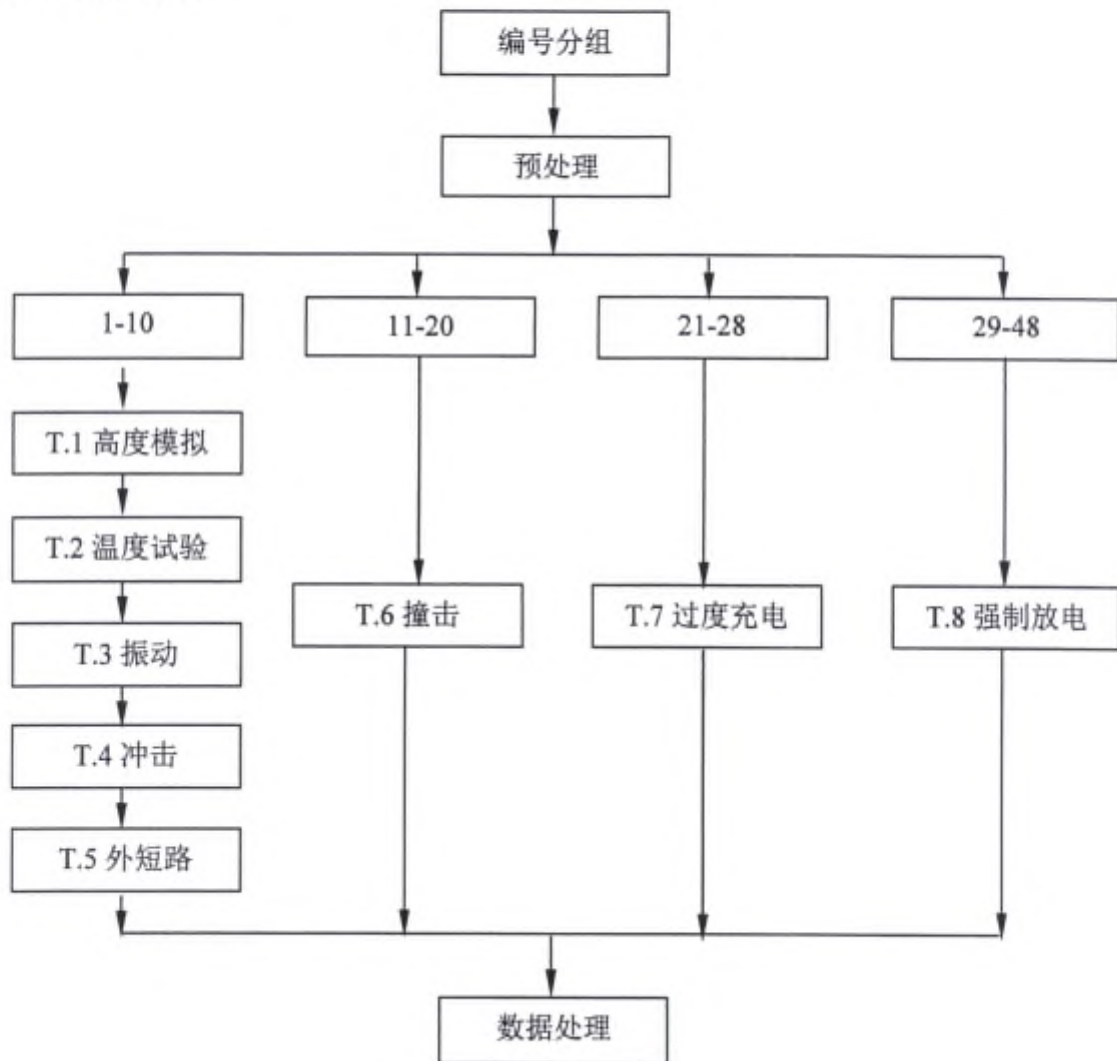 编号分组
预处理
1-10
11-20
21-28
29-48
T.1 高度模拟
T.2 温度试验
T.6 撞击
T.7 过度充电
T.8 强制放电
T.3 振动
T.4 冲击
T.5 外短路
数据处理